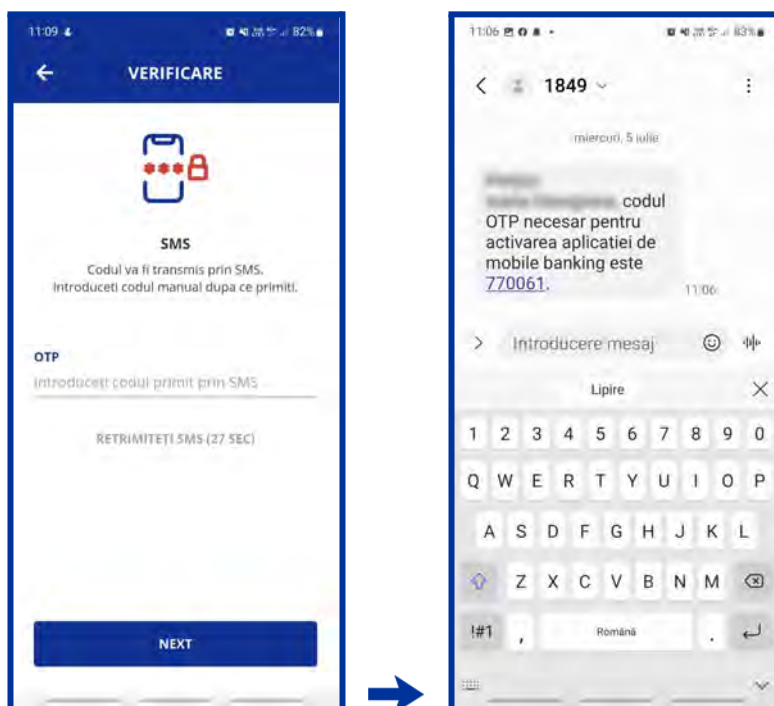 11:09
82%
VERIFICARE
SMS
Codul va fi transmis prin SMS.
Introduceti codul manual dupa ce primiti.
OTP
Introduceți codul primit prin SMS
RETRIMITEȚI SMS (27 SEC)
NEXT
11:06
83%
1849
miercuri, 5 iulie
codul
OTP necesar pentru
activarea aplicatiei de
mobile banking este
770061.
11:06
Introducere mesaj
Lipire
1 2 3 4 5 6 7 8 9 0
Q W E R T Y U I O P
A S D F G H J K L
Z X C V B N M
!#1 , Română .